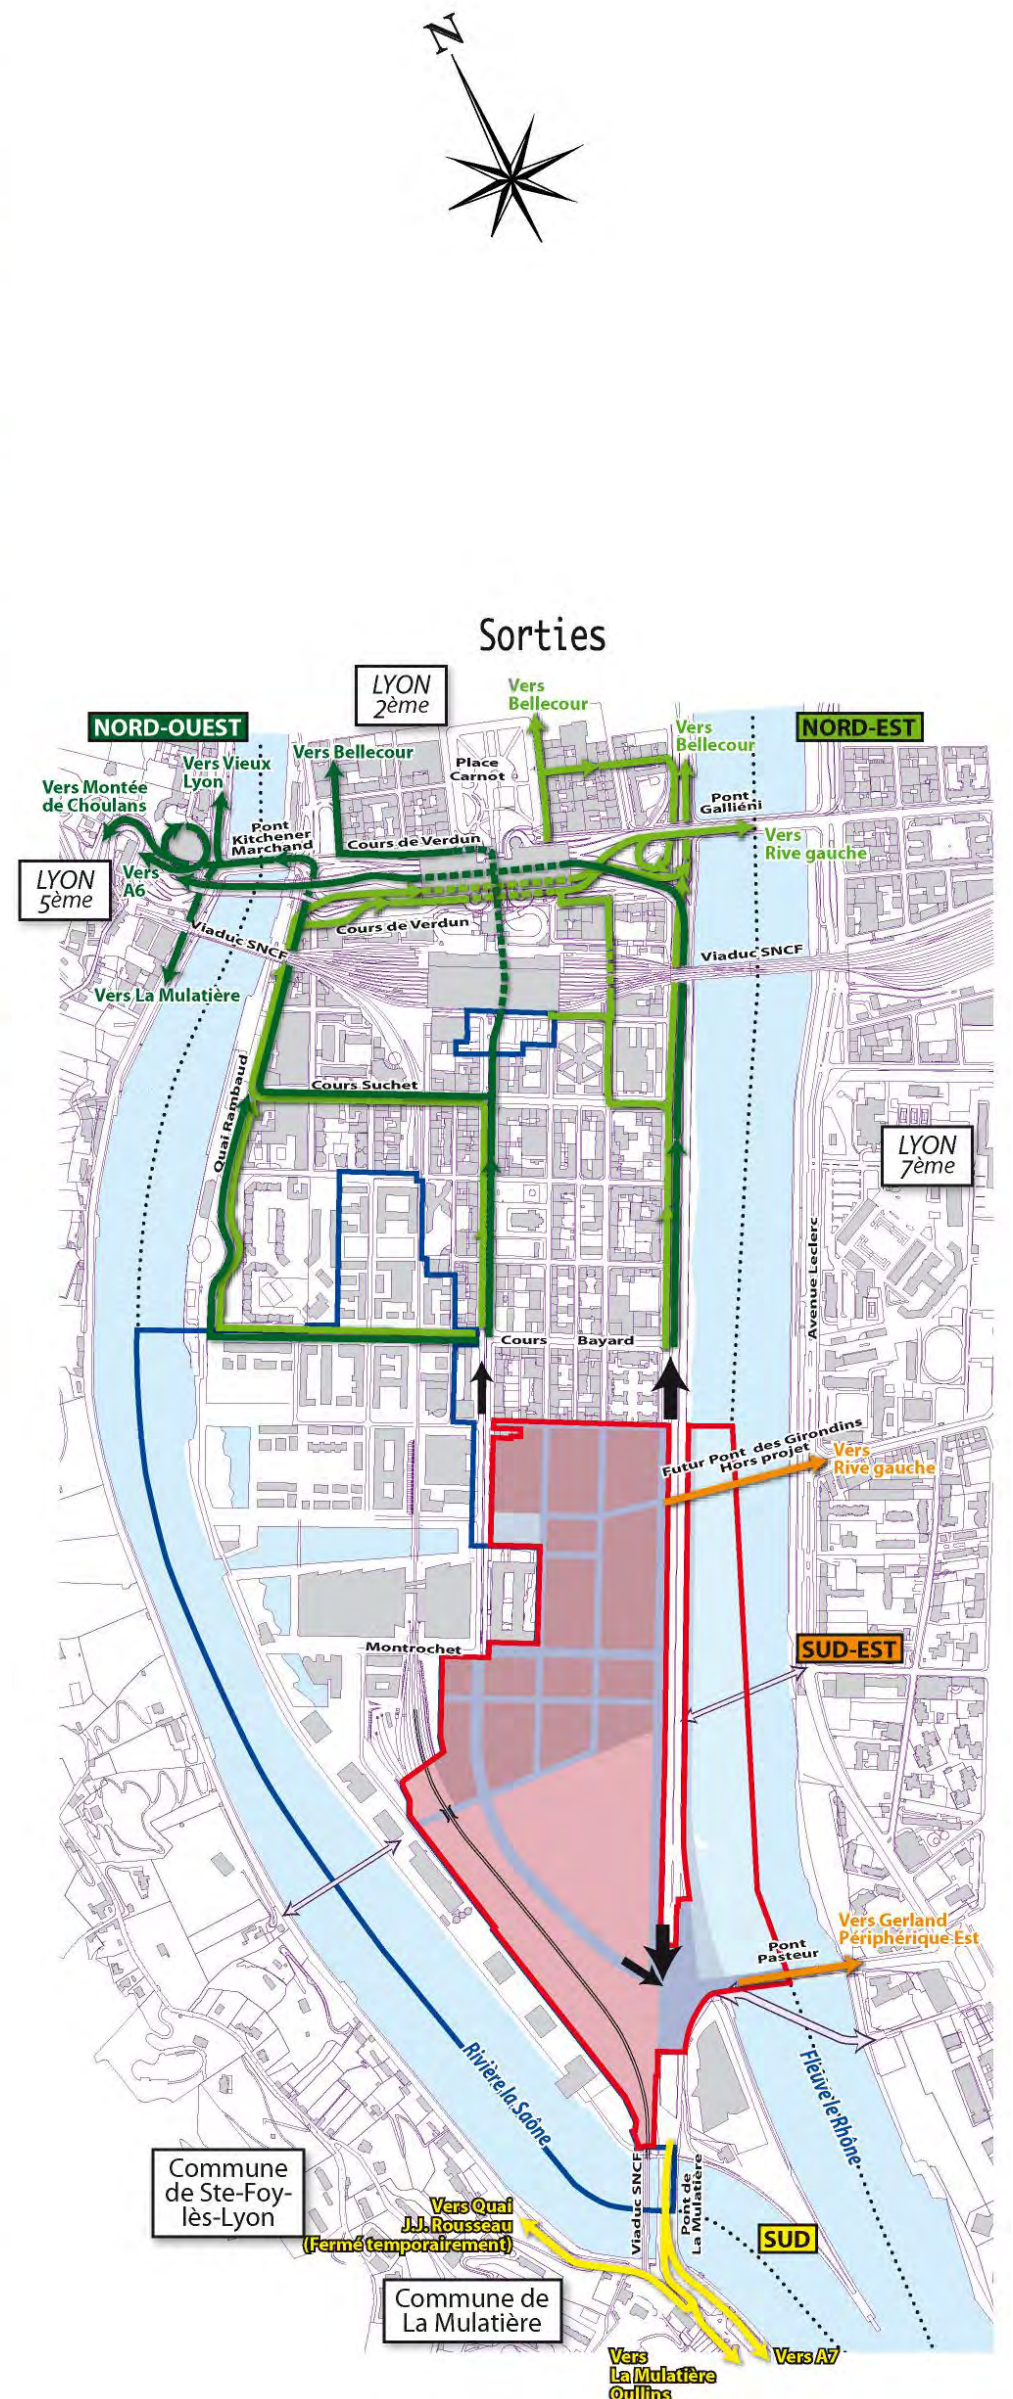 N
Sorties
LYON
2ème
Vers
Bellecour
NORD-OUEST
NORD-EST
Vers
Bellecour
Vers Bellecour
Vers Vieux
Lyon
Place
Carnot
Vers Montée
de Choulans
Pont
Galliéni
Pont
Kitchener
Marchand
Cours de Verdun
Vers
Rive gauche
Vers
A6
LYON
5ème
Cours de Verdun
Viaduc SNCF
Viaduc SNCF
Vers La Mulatière
Quai Rambaud
Cours Suchet
LYON
7ème
Avenue Leclerc
Cours Bayard
Futur Pont des Girondins
Hors projet
Vers
Rive gauche
Montrochet
SUD-EST
Vers Gerland
Périphérique Est
Pont
Pasteur
Rivière la Saône
Fleuve le Rhône
Commune
de Ste-Foy-
lès-Lyon
Viaduc SNCF
Pont de
La Mulatière
Vers Quai
J.J. Rousseau
(Fermé temporairement)
SUD
Commune de
La Mulatière
Vers
La Mulatière
Oullins
Vers A7